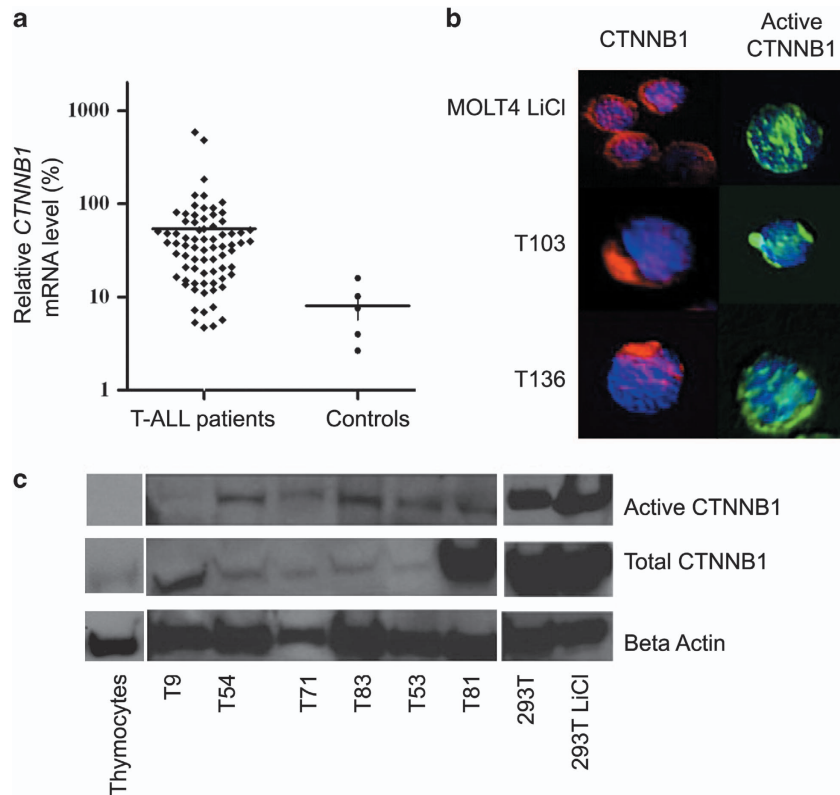 a
Relative CTNNB1
mRNA level (%)
1000
100
10
1
T-ALL patients
Controls
b
CTNNB1
Active
CTNNB1
MOLT4 LiCl
T103
T136
c
Active CTNNB1
Total CTNNB1
Beta Actin
Thymocytes
T9
T54
T71
T83
T53
T81
293T
293T LiCl